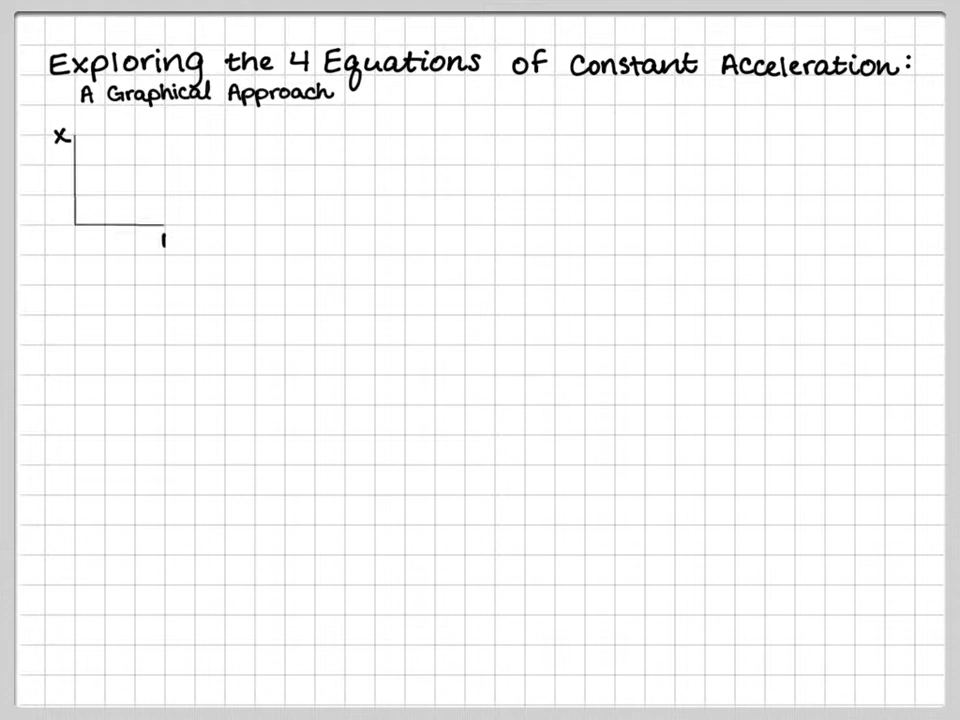 Exploring the 4 Equations of Constant Acceleration:
A Graphical Approach
x